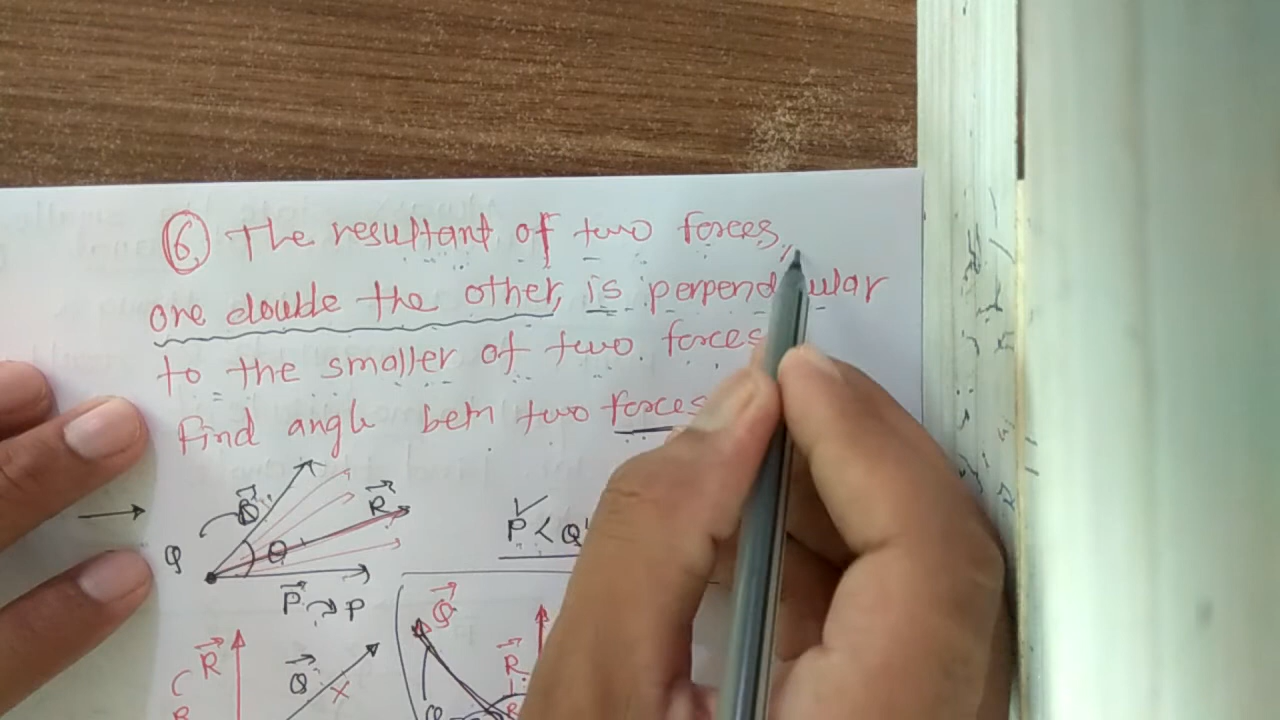 6. The resultant of two forces,
one double the other, is perpendicular
to the smaller of two forces
Find angle betn two forces
Q R
P < Q
Q θ
P P
Q
R Q R